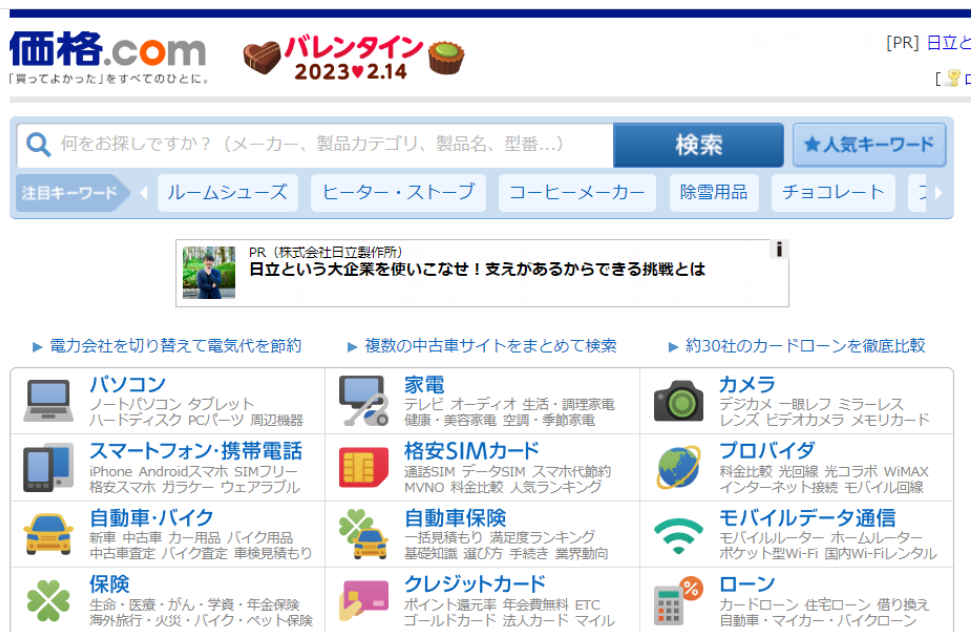 価格.com
「買ってよかった」をすべてのひとに。
バレンタイン
2023♥2.14
[PR] 日立と
[
何をお探しですか？（メーカー、製品カテゴリ、製品名、型番...）
検索
★人気キーワード
注目キーワード
ルームシューズ
ヒーター・ストーブ
コーヒーメーカー
除雪用品
チョコレート
PR（株式会社日立製作所）
日立という大企業を使いこなせ！支えがあるからできる挑戦とは
▶ 電力会社を切り替えて電気代を節約
▶ 複数の中古車サイトをまとめて検索
▶ 約30社のカードローンを徹底比較
パソコン
ノートパソコン タブレット
ハードディスク PCパーツ 周辺機器
家電
テレビ オーディオ 生活・調理家電
健康・美容家電 空調・季節家電
カメラ
デジカメ 一眼レフ ミラーレス
レンズ ビデオカメラ メモリカード
スマートフォン・携帯電話
iPhone Androidスマホ SIMフリー
格安スマホ ガラケー ウェアラブル
格安SIMカード
通話SIM データSIM スマホ代節約
MVNO 料金比較 人気ランキング
プロバイダ
料金比較 光回線 光コラボ WiMAX
インターネット接続 モバイル回線
自動車・バイク
新車 中古車 カー用品 バイク用品
中古車査定 バイク査定 車検見積もり
自動車保険
一括見積もり 満足度ランキング
基礎知識 選び方 手続き 業界動向
モバイルデータ通信
モバイルルーター ホームルーター
ポケット型Wi-Fi 国内Wi-Fiレンタル
保険
生命・医療・がん・学資・年金保険
海外旅行・火災・バイク・ペット保険
クレジットカード
ポイント還元率 年会費無料 ETC
ゴールドカード 法人カード マイル
ローン
カードローン 住宅ローン 借り換え
自動車・マイカー・バイクローン